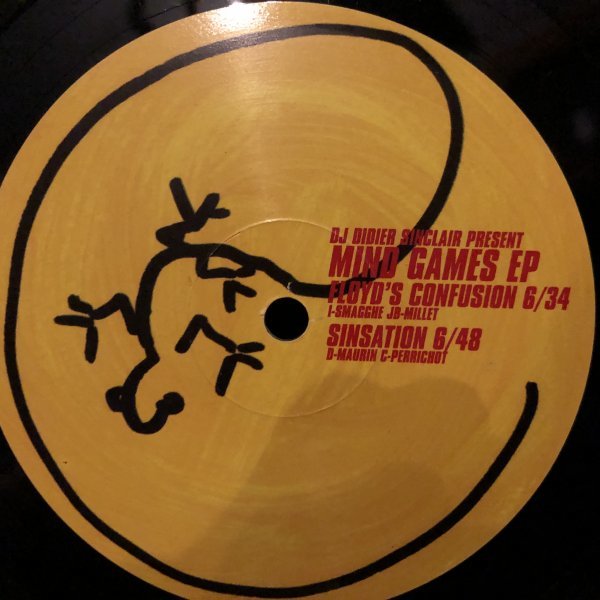 DJ DIDIER SINCLAIR PRESENT
MIND GAMES EP
FLOYD'S CONFUSION 6/34
I-SMAGGHE JB-MILLET
SINSATION 6/48
D-MAURIN C-PERRICHOT